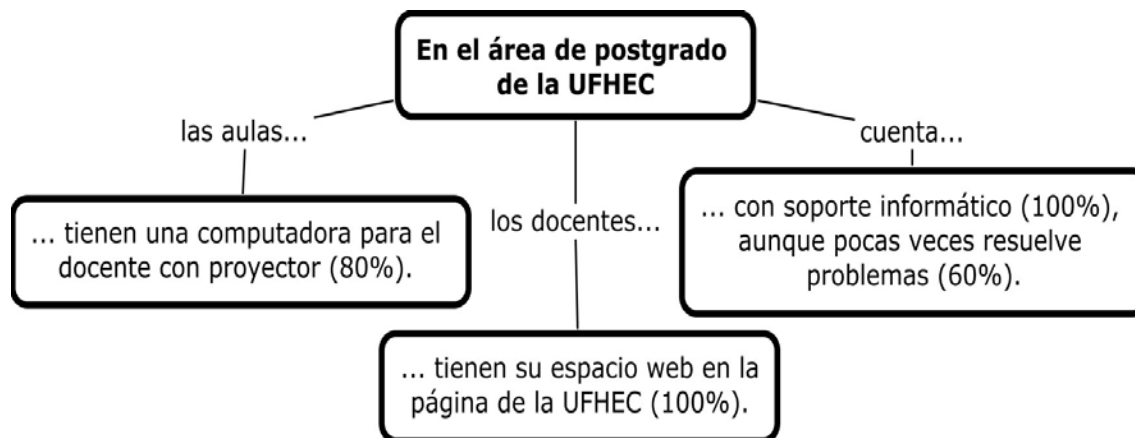 En el área de postgrado
de la UFHEC
las aulas...
cuenta...
... tienen una computadora para el
docente con proyector (80%).
los docentes...
... con soporte informático (100%),
aunque pocas veces resuelve
problemas (60%).
... tienen su espacio web en la
página de la UFHEC (100%).